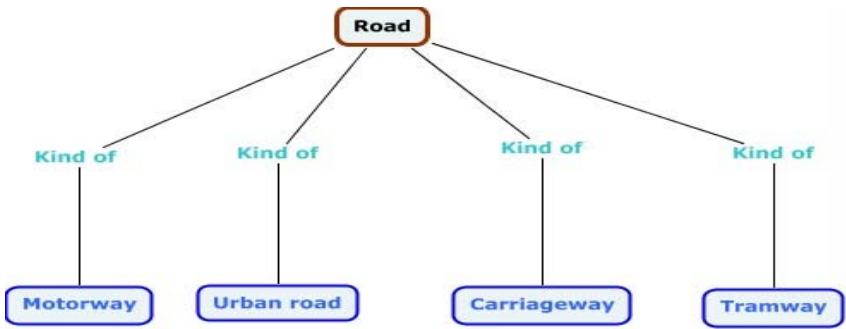 Road
Kind of
Kind of
Kind of
Kind of
Motorway
Urban road
Carriageway
Tramway